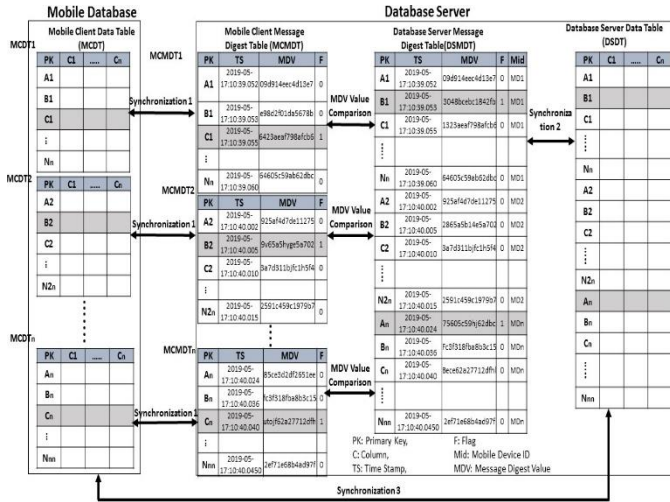 Mobile Database
Database Server
Mobile Client Data Table
(MCDT)
MCDT1
PK C1 ..... Cn
A1
B1
C1
⋮
Nn
MCDT2
A2
B2
C2
⋮
N2n
MCDTn
PK C1 ..... Cn
An
Bn
Cn
⋮
Nnn
Synchronization 1
Synchronization 1
Synchronization 1
Mobile Client Message
Digest Table (MCMDT)
MCMDT1
PK TS MDV F
A1 2019-05-17:10:39.052 09d914eec4d13e7 0
B1 2019-05-17:10:39.053 e98d2f01da5678b 0
C1 2019-05-17:10:39.055 6423aeaf798afcb6 1
⋮
Nn 2019-05-17:10:39.060 64605c59ab62dbc 0
MCMDT2
A2 2019-05-17:10:40.002 925af4d7de11275 0
B2 2019-05-17:10:40.005 9v65a5hyge5a702 1
C2 2019-05-17:10:40.010 3a7d311bjfc1h5f4 0
⋮
N2n 2019-05-17:10:40.015 2591c459c1979b7 0
MCMDTn
PK TS MDV F
An 2019-05-17:10:40.024 85ce3d2df2951ee 0
Bn 2019-05-17:10:40.036 fc3f318fba8b3c15 0
Cn 2019-05-17:10:40.040 1
⋮
Nnn 2019-05-17:10:40.0450 2ef71e68b4ad97f 0
MDV Value
Comparison
MDV Value
Comparison
MDV Value
Comparison
Database Server Message
Digest Table(DSMDT)
PK TS MDV F Mid
A1 2019-05-17:10:39.052 09d914eec4d13e7 0 MD1
B1 2019-05-17:10:39.053 3048bcebc1842fb 1 MD1
C1 2019-05-17:10:39.055 1323aeaf798afcb6 0 MD1
Nn 2019-05-17:10:39.060 64605c59ab62dbc 0 MD1
A2 2019-05-17:10:40.002 925af4d7de11275 0 MD2
B2 2019-05-17:10:40.005 2865a5b14e5a702 0 MD2
C2 2019-05-17:10:40.010 3a7d311bjfc1h5f4 0 MD2
N2n 2019-05-17:10:40.015 2591c459c1979b7 0 MD2
An 2019-05-17:10:40.024 75605c59hj62dbc 1 MDn
Bn 2019-05-17:10:40.036 Fc3f318fba8b3c15 0 MDn
Cn 2019-05-17:10:40.040 8ece62a27712dfh 0 MDn
Nnn 2019-05-17:10:40.0450 2ef71e68b4ad97f 0 MDn
Synchroniza
tion 2
Database Server Data Table
(DSDT)
PK C1 ..... Cn
A1
B1
C1
Nn
A2
B2
C2
N2n
An
Bn
Cn
Nnn
PK: Primary Key, F: Flag
C: Column, Mid: Mobile Device ID
TS: Time Stamp, MDV: Message Digest Value
Synchronization 3